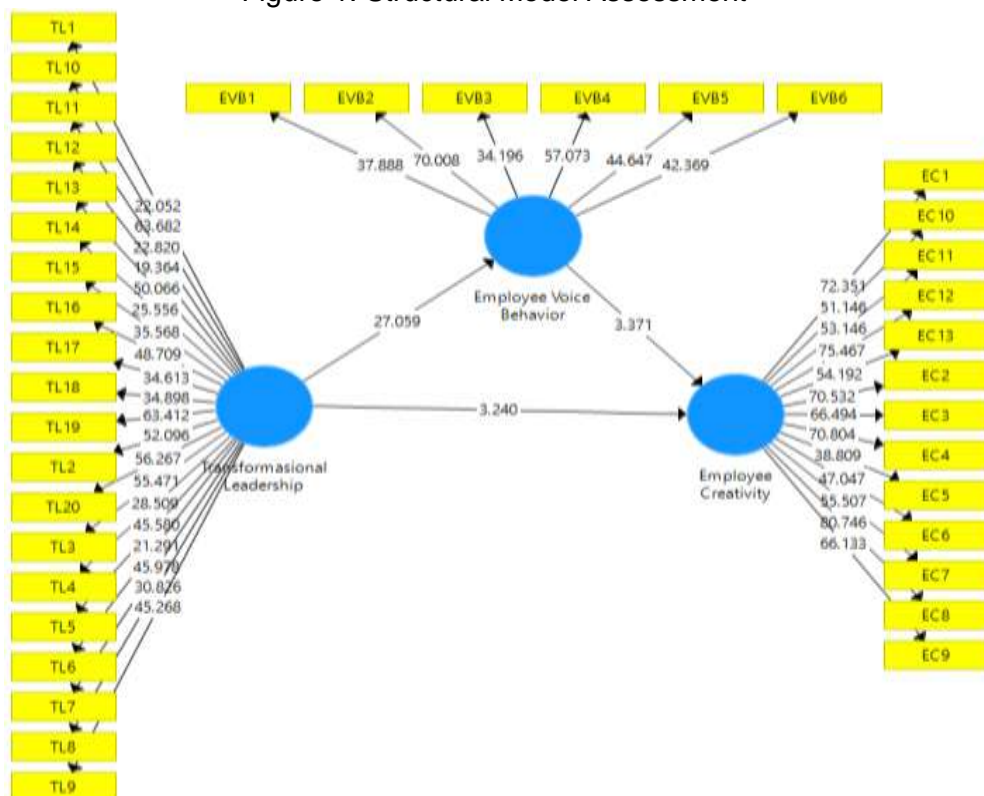 Figure 1. Structural Model Assessment
TL1
TL10
TL11
TL12
TL13
TL14
TL15
TL16
TL17
TL18
TL19
TL2
TL20
TL3
TL4
TL5
TL6
TL7
TL8
TL9
22.052
63.682
22.820
19.364
50.066
25.556
35.568
48.709
34.613
34.898
63.412
52.096
56.267
55.471
28.509
45.580
21.291
45.978
30.826
45.268
Transformasional
Leadership
EVB1
EVB2
EVB3
EVB4
EVB5
EVB6
37.888
70.008
34.196
57.073
44.647
42.369
Employee Voice
Behavior
27.059
3.371
3.240
Employee
Creativity
72.351
51.146
53.146
75.467
54.192
70.532
66.494
70.804
38.809
47.047
55.507
80.746
66.133
EC1
EC10
EC11
EC12
EC13
EC2
EC3
EC4
EC5
EC6
EC7
EC8
EC9